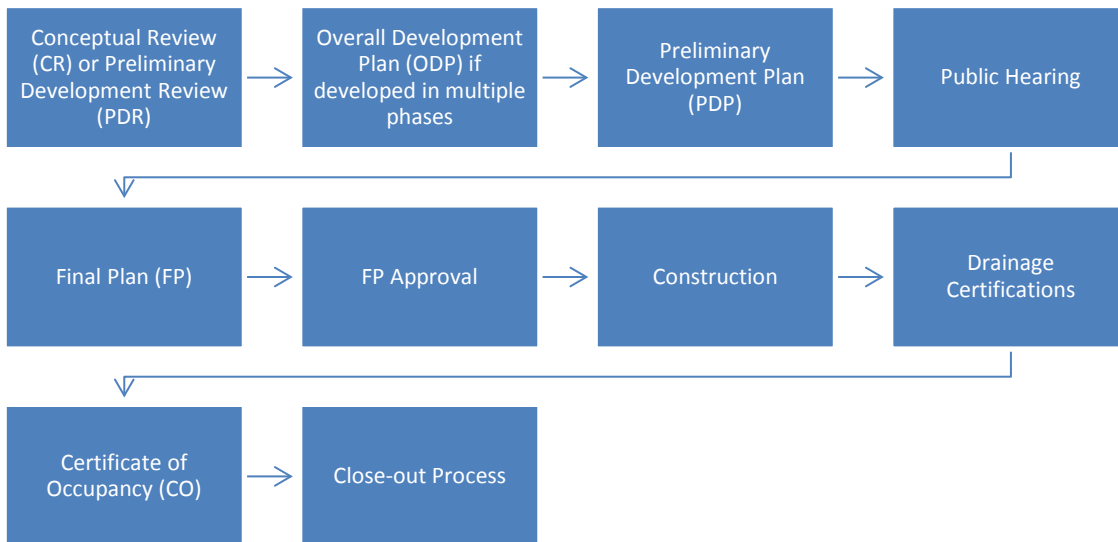 Conceptual Review
(CR) or Preliminary
Development Review
(PDR)
Overall Development
Plan (ODP) if
developed in multiple
phases
Preliminary
Development Plan
(PDP)
Public Hearing
Final Plan (FP)
FP Approval
Construction
Drainage
Certifications
Certificate of
Occupancy (CO)
Close-out Process